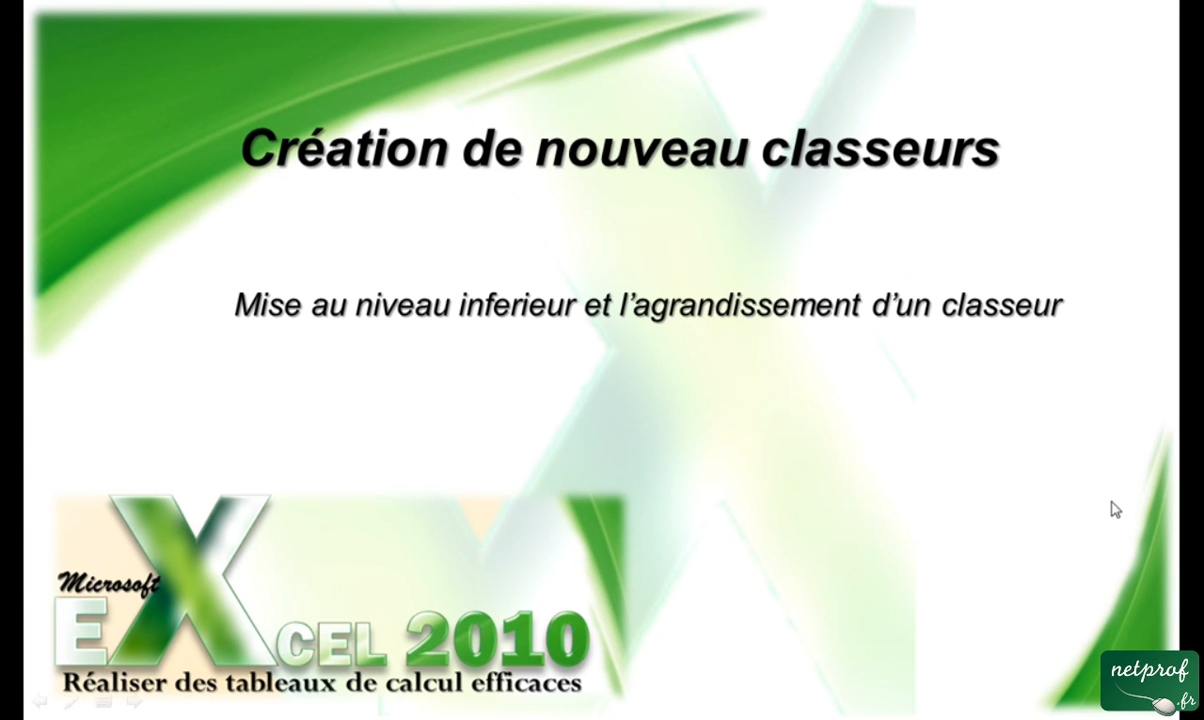 Création de nouveau classeurs
Mise au niveau inferieur et l’agrandissement d’un classeur
Microsoft
EXCEL 2010
Réaliser des tableaux de calcul efficaces
netprof
.fr